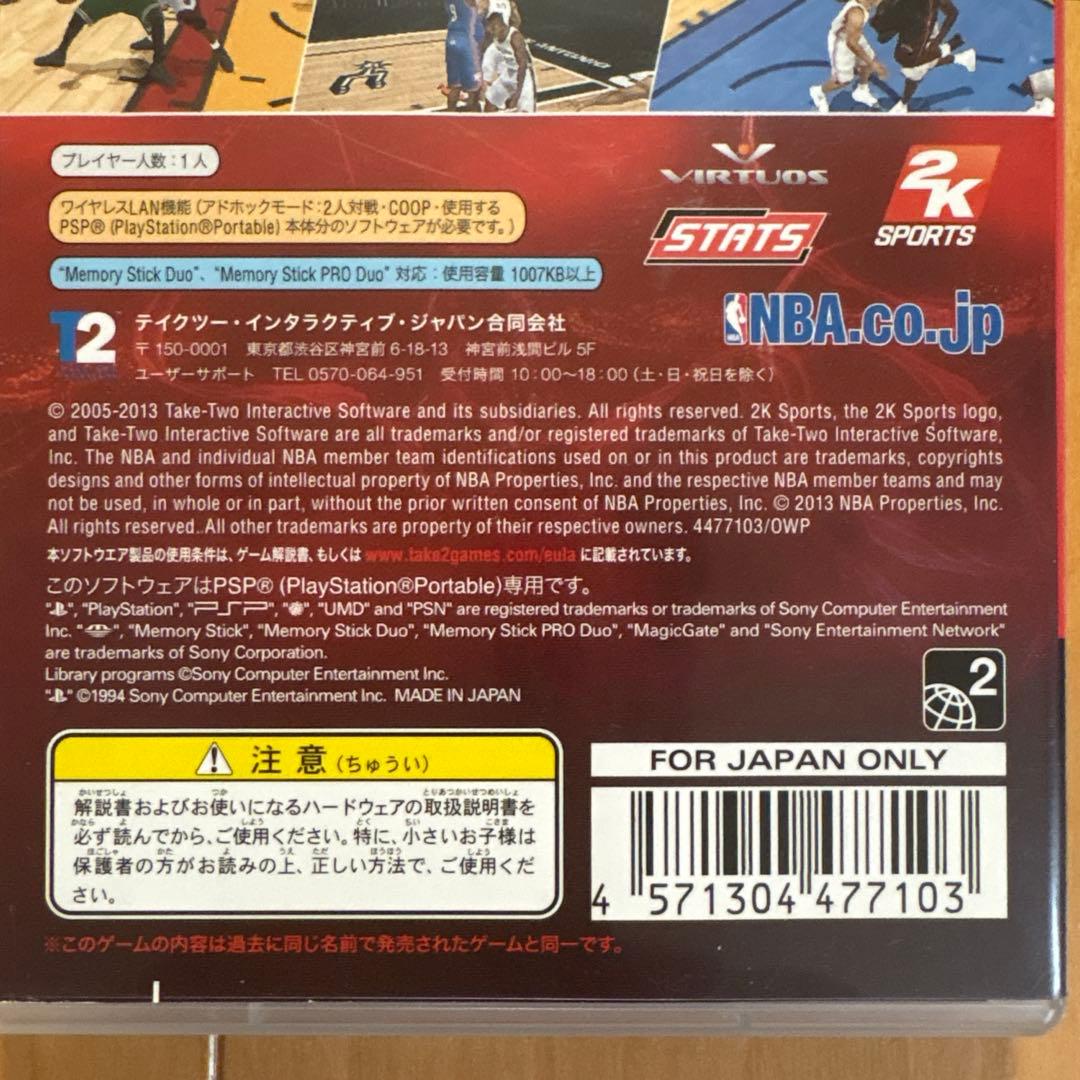 9
ANTONIO
プレイヤー人数:1人
ワイヤレスLAN機能(アドホックモード:2人対戦・COOP・使用する
PSP®(PlayStation®Portable)本体分のソフトウェアが必要です。)
"Memory Stick Duo"、"Memory Stick PRO Duo"対応:使用容量 1007KB以上
VIRTUOS
STATS
2K
SPORTS
NBA.co.jp
T2
テイクツー・インタラクティブ・ジャパン合同会社
〒150-0001 東京都渋谷区神宮前 6-18-13 神宮前浅間ビル 5F
ユーザーサポート TEL 0570-064-951 受付時間 10:00〜18:00(土・日・祝日を除く)
© 2005-2013 Take-Two Interactive Software and its subsidiaries. All rights reserved. 2K Sports, the 2K Sports logo,
and Take-Two Interactive Software are all trademarks and/or registered trademarks of Take-Two Interactive Software,
Inc. The NBA and individual NBA member team identifications used on or in this product are trademarks, copyrights
designs and other forms of intellectual property of NBA Properties, Inc. and the respective NBA member teams and may
not be used, in whole or in part, without the prior written consent of NBA Properties, Inc. © 2013 NBA Properties, Inc.
All rights reserved. All other trademarks are property of their respective owners. 4477103/OWP
本ソフトウエア製品の使用条件は、ゲーム解説書、もしくは www.take2games.com/eula に記載されています。
このソフトウェアはPSP®(PlayStation®Portable)専用です。
"", "PlayStation", "PSP", "", "UMD" and "PSN" are registered trademarks or trademarks of Sony Computer Entertainment
Inc. "", "Memory Stick", "Memory Stick Duo", "Memory Stick PRO Duo", "MagicGate" and "Sony Entertainment Network"
are trademarks of Sony Corporation.
Library programs ©Sony Computer Entertainment Inc.
"" ©1994 Sony Computer Entertainment Inc. MADE IN JAPAN
2
注意(ちゅうい)
解説書およびお使いになるハードウェアの取扱説明書を
必ず読んでから、ご使用ください。特に、小さいお子様は
保護者の方がお読みの上、正しい方法で、ご使用くだ
さい。
FOR JAPAN ONLY
4 571304 477103
※このゲームの内容は過去に同じ名前で発売されたゲームと同一です。